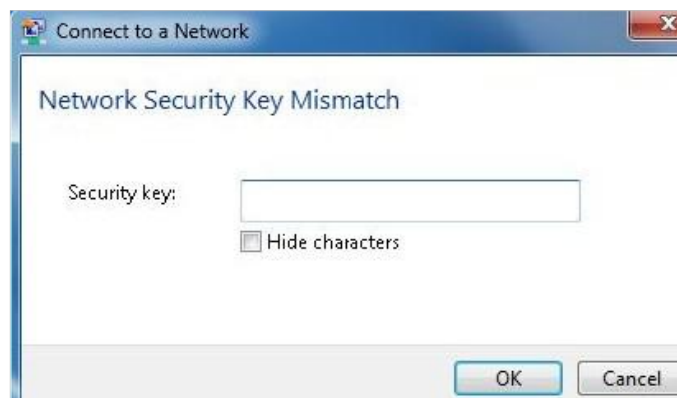 Connect to a Network
Network Security Key Mismatch
Security key:
Hide characters
OK Cancel